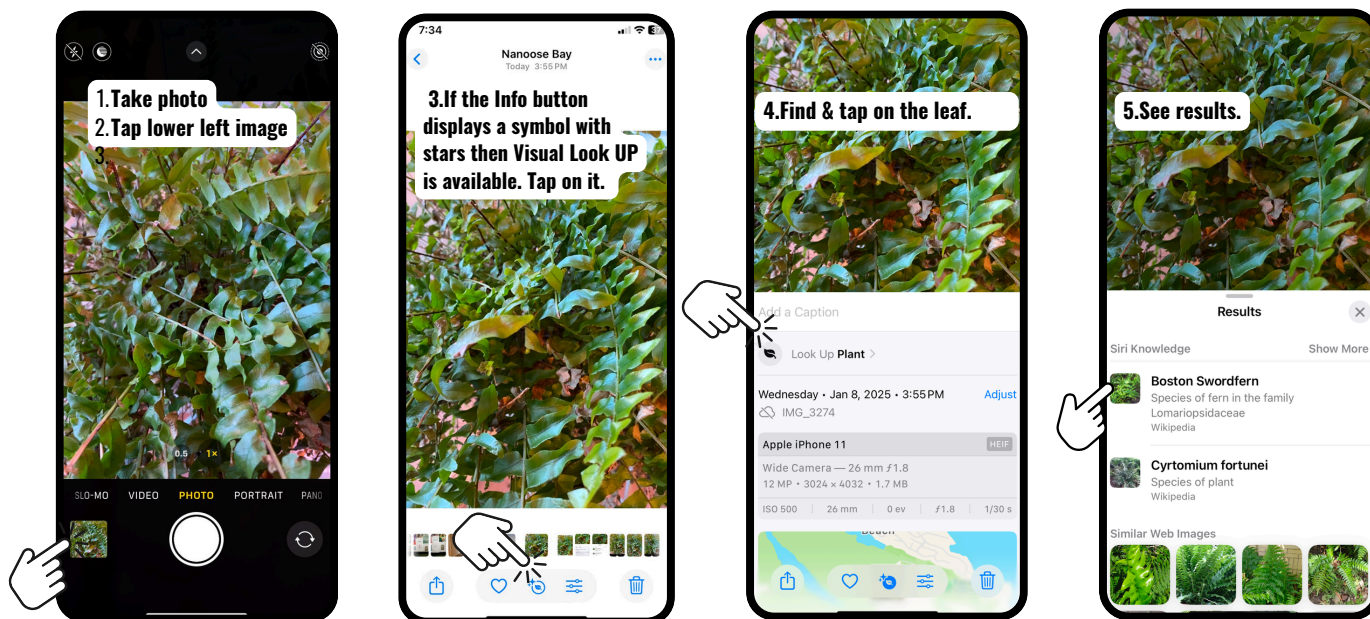 1.Take photo
2.Tap lower left image
3.
0.5 1×
SLO-MO VIDEO PHOTO PORTRAIT PANO
7:34
Nanoose Bay
Today 3:55 PM
3.If the Info button
displays a symbol with
stars then Visual Look UP
is available. Tap on it.
4.Find & tap on the leaf.
Add a Caption
Look Up Plant
Wednesday • Jan 8, 2025 • 3:55 PM Adjust
IMG_3274
Apple iPhone 11 HEIF
Wide Camera — 26 mm ƒ1.8
12 MP • 3024 × 4032 • 1.7 MB
ISO 500 26 mm 0 ev ƒ1.8 1/30 s
Beach
5.See results.
Results
Siri Knowledge Show More
Boston Swordfern
Species of fern in the family
Lomariopsidaceae
Wikipedia
Cyrtomium fortunei
Species of plant
Wikipedia
Similar Web Images